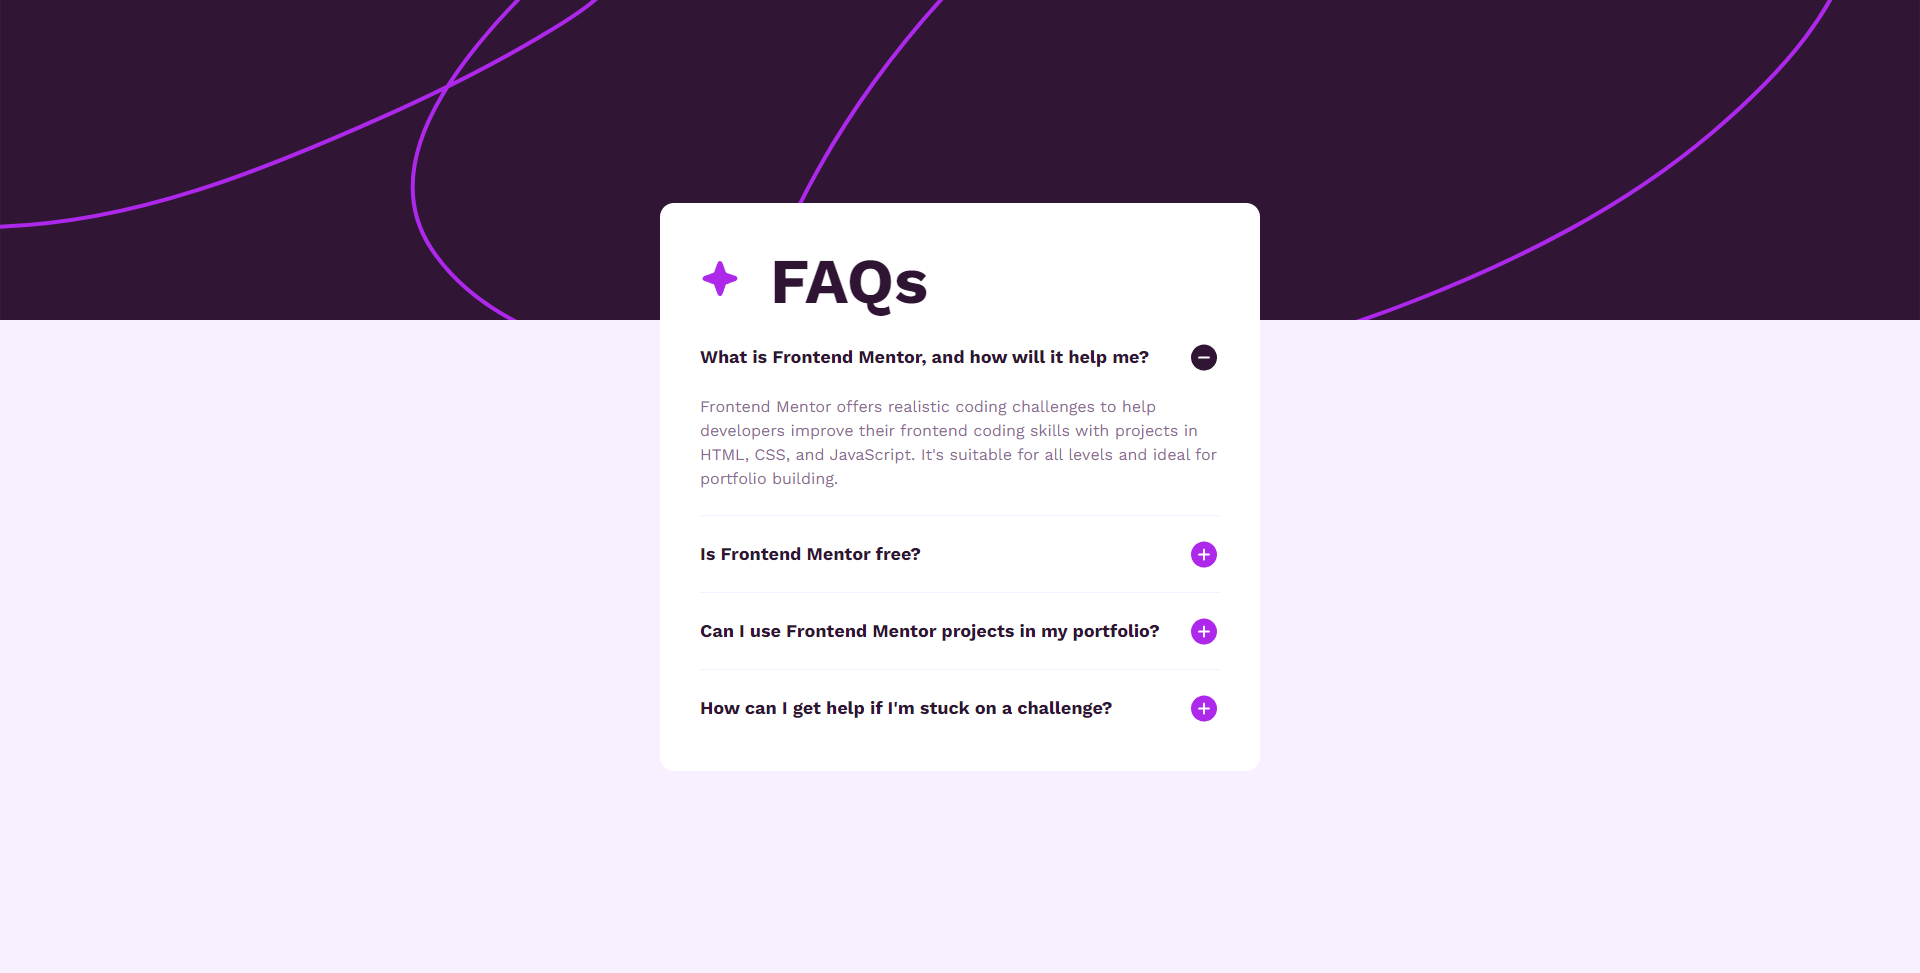 FAQs
What is Frontend Mentor, and how will it help me?
Frontend Mentor offers realistic coding challenges to help
developers improve their frontend coding skills with projects in
HTML, CSS, and JavaScript. It's suitable for all levels and ideal for
portfolio building.
Is Frontend Mentor free?
Can I use Frontend Mentor projects in my portfolio?
How can I get help if I'm stuck on a challenge?